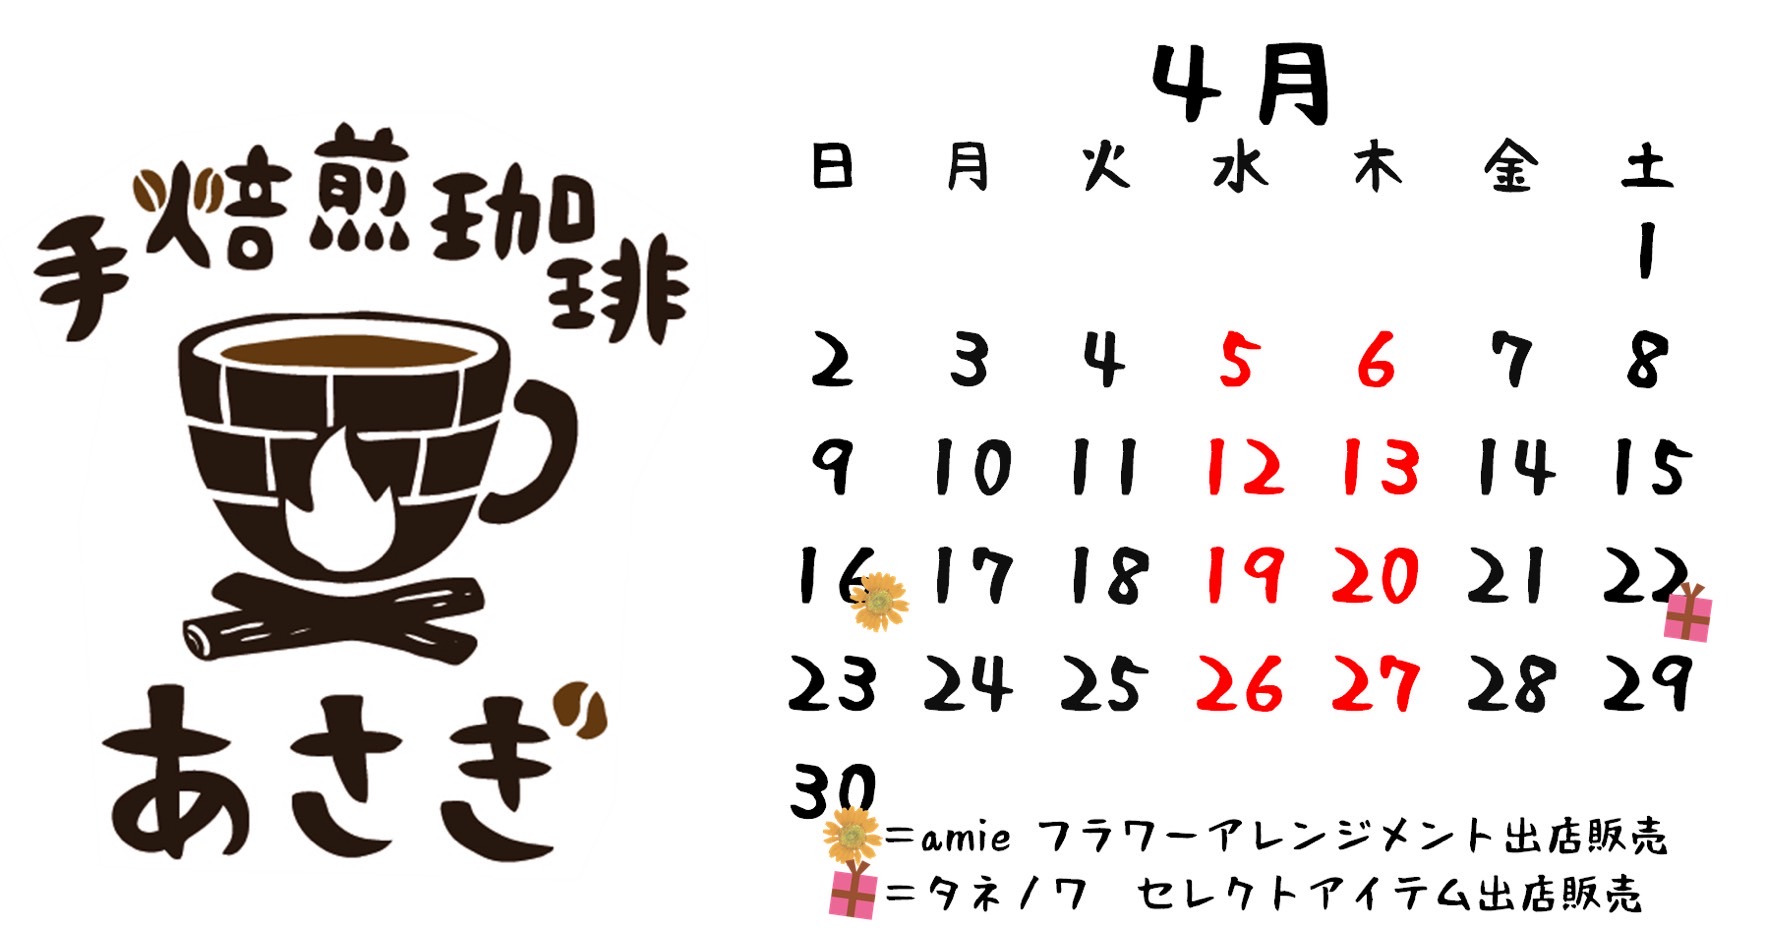 手焙煎珈琲
あさぎ
4月
日 月 火 水 木 金 土
1
2 3 4 5 6 7 8
9 10 11 12 13 14 15
16 17 18 19 20 21 22
23 24 25 26 27 28 29
30
=amie フラワーアレンジメント出店販売
=タネノワ セレクトアイテム出店販売